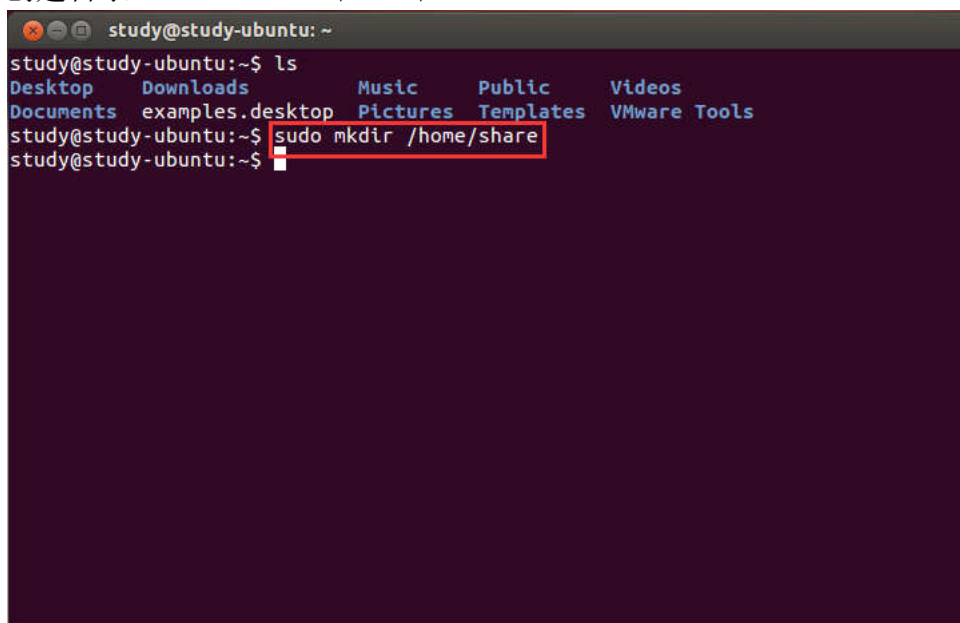 study@study-ubuntu: ~
study@study-ubuntu:~$ ls
Desktop Downloads Music Public Videos
Documents examples.desktop Pictures Templates VMware Tools
study@study-ubuntu:~$ sudo mkdir /home/share
study@study-ubuntu:~$